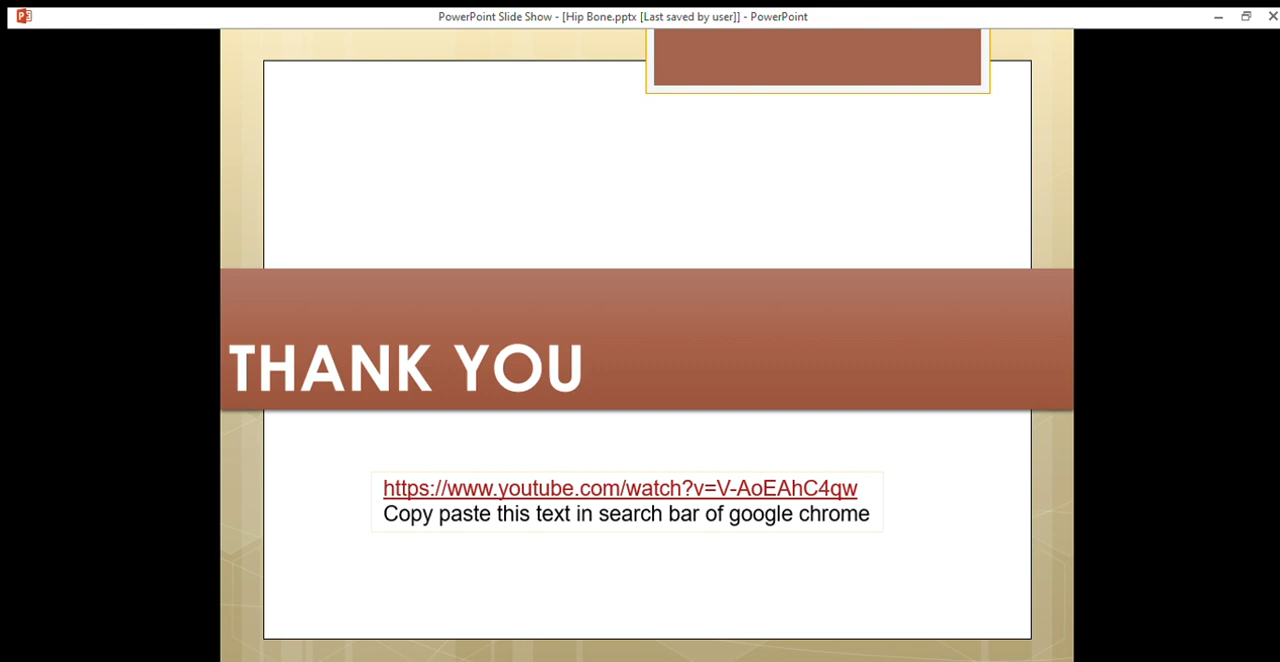 PowerPoint Slide Show - [Hip Bone.pptx [Last saved by user]] - PowerPoint
THANK YOU
https://www.youtube.com/watch?v=V-AoEAhC4qw
Copy paste this text in search bar of google chrome